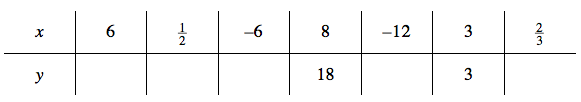 x 6 1/2 –6 8 –12 3 2/3
y 18 3